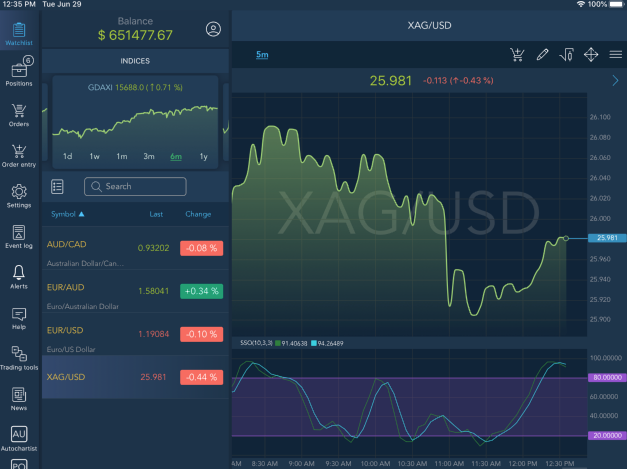 12:35 PM Tue Jun 29
100%
Watchlist
6
Positions
Orders
Order entry
Settings
Event log
Alerts
Help
Trading tools
News
AU
Autochartist
Balance
$ 651477.67
INDICES
GDAXI 15688.0 (↑0.71 %)
1d 1w 1m 3m 6m 1y
Search
Symbol ▲ Last Change
AUD/CAD 0.93202 -0.08 %
Australian Dollar/Can...
EUR/AUD 1.58041 +0.34 %
Euro/Australian Dollar
EUR/USD 1.19084 -0.10 %
Euro/US Dollar
XAG/USD 25.981 -0.44 %
XAG/USD
5m
25.981 -0.113 (↑-0.43 %)
XAG/USD
26.100
26.080
26.060
26.040
26.020
26.000
25.981
25.960
25.940
25.920
25.900
SSO(10,3,3) 91.40638 94.26489
100.00000
80.00000
60.00000
40.00000
20.00000
AM 8:30 AM 9:00 AM 9:30 AM 10:00 AM 10:30 AM 11:00 AM 11:30 AM 12:00 PM 12:30 PM